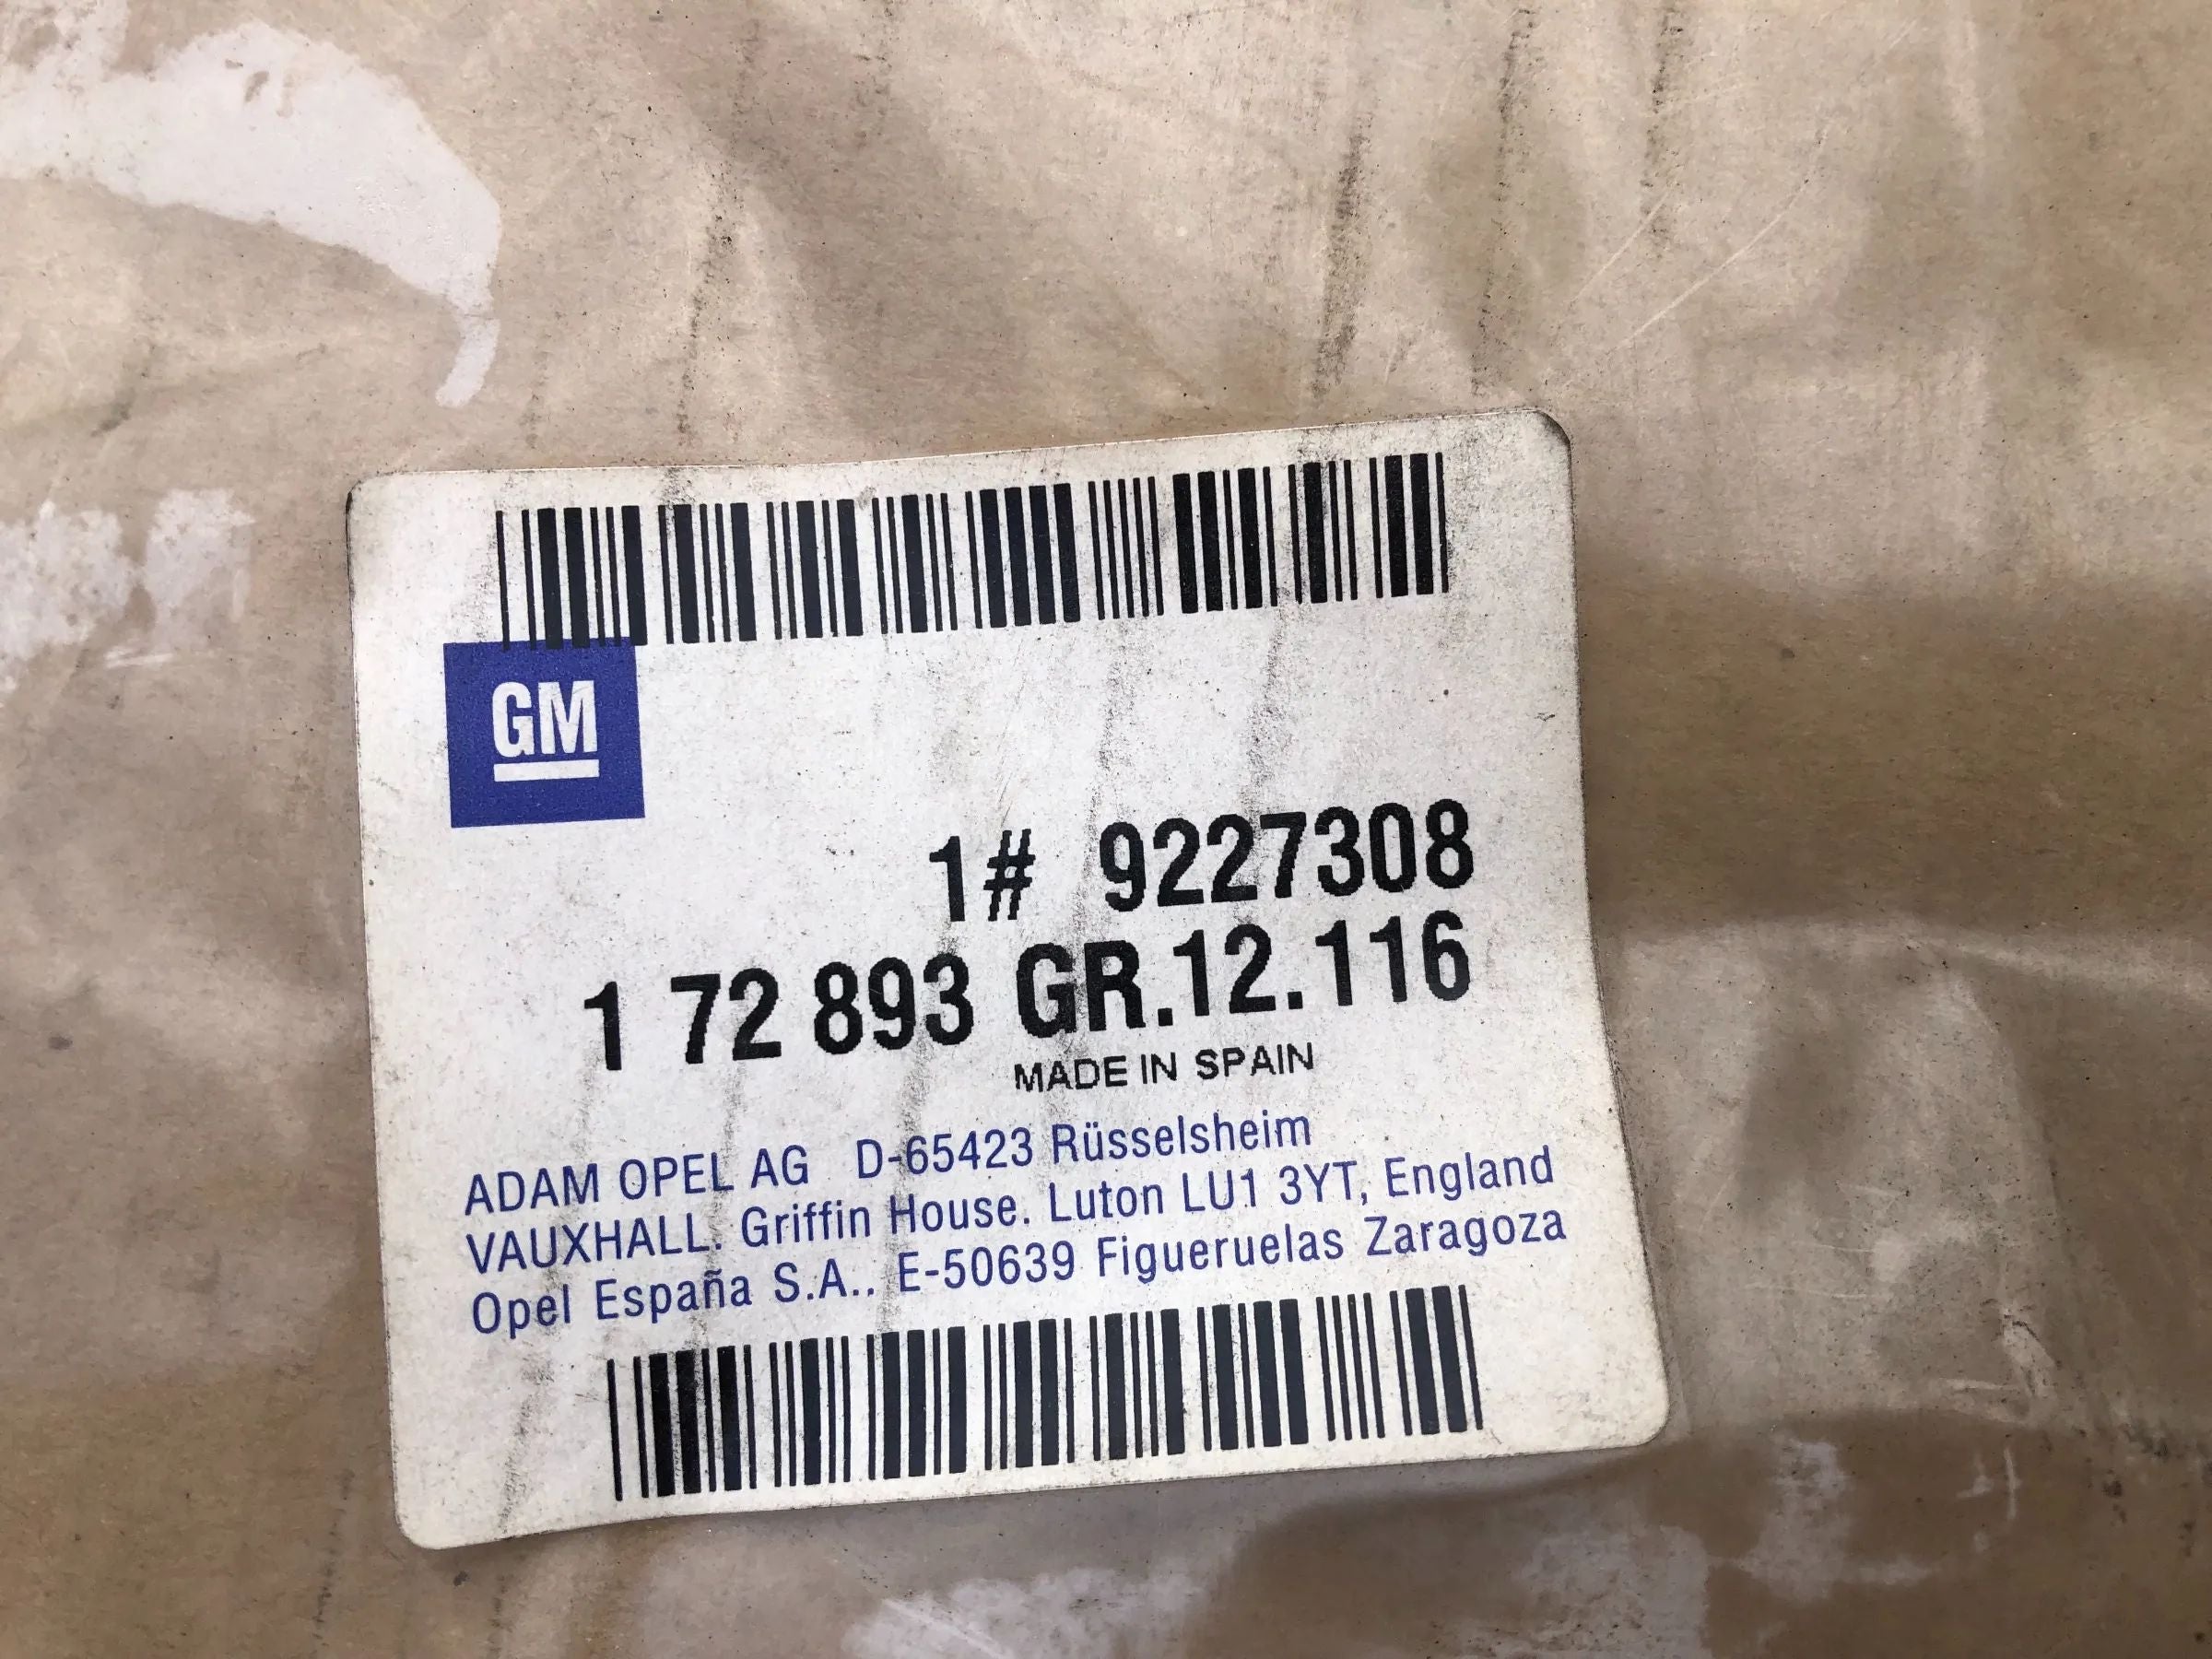 GM
1# 9227308
1 72 893 GR.12.116
MADE IN SPAIN
ADAM OPEL AG D-65423 Rüsselsheim
VAUXHALL. Griffin House. Luton LU1 3YT, England
Opel España S.A.. E-50639 Figueruelas Zaragoza